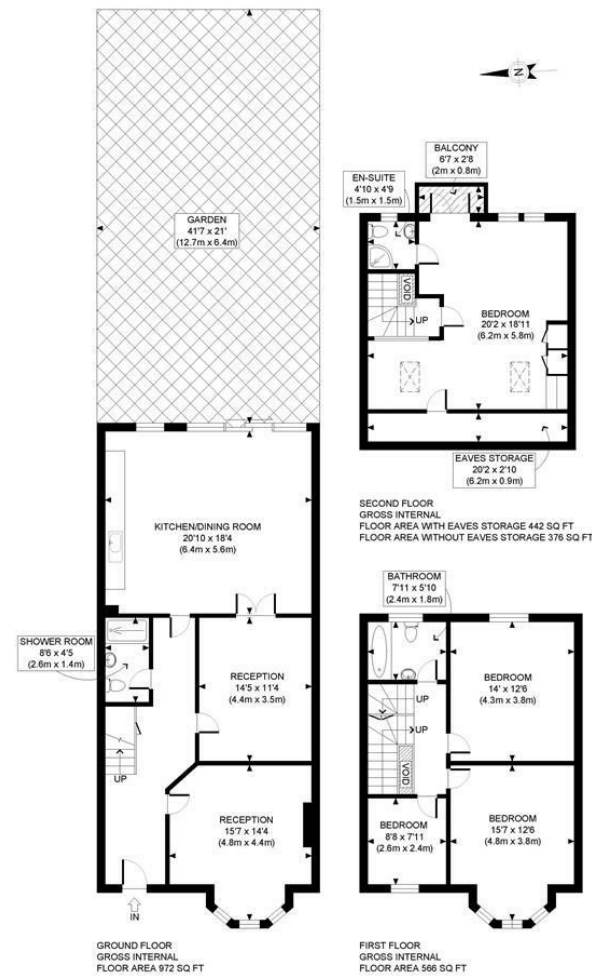 N
BALCONY
6'7 x 2'8
(2m x 0.8m)
EN-SUITE
4'10 x 4'9
(1.5m x 1.5m)
GARDEN
41'7 x 21'
(12.7m x 6.4m)
VOID
UP
BEDROOM
20'2 x 18'11
(6.2m x 5.8m)
EAVES STORAGE
20'2 x 2'10
(6.2m x 0.9m)
SECOND FLOOR
GROSS INTERNAL
FLOOR AREA WITH EAVES STORAGE 442 SQ FT
FLOOR AREA WITHOUT EAVES STORAGE 376 SQ FT
KITCHEN/DINING ROOM
20'10 x 18'4
(6.4m x 5.6m)
SHOWER ROOM
8'6 x 4'5
(2.6m x 1.4m)
RECEPTION
14'5 x 11'4
(4.4m x 3.5m)
UP
RECEPTION
15'7 x 14'4
(4.8m x 4.4m)
IN
GROUND FLOOR
GROSS INTERNAL
FLOOR AREA 972 SQ FT
BATHROOM
7'11 x 5'10
(2.4m x 1.8m)
BEDROOM
14' x 12'6
(4.3m x 3.8m)
UP
UP
VOID
BEDROOM
8'8 x 7'11
(2.6m x 2.4m)
BEDROOM
15'7 x 12'6
(4.8m x 3.8m)
FIRST FLOOR
GROSS INTERNAL
FLOOR AREA 566 SQ FT